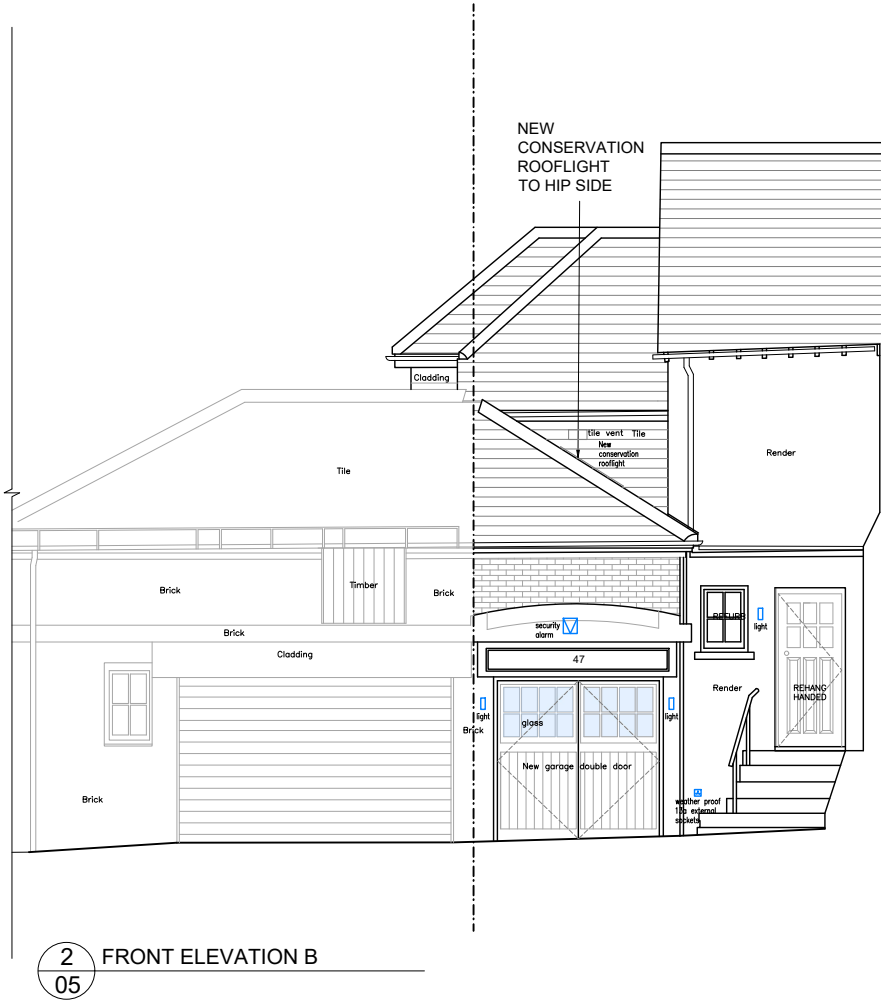 NEW
CONSERVATION
ROOFLIGHT
TO HIP SIDE
Cladding
tile vent Tile
New
conservation
rooflight
Render
Tile
Brick
Timber
Brick
Brick
security
alarm
REFURB
light
Cladding
47
Render
REHANG
HANDED
light
light
glass
Brick
New garage double door
Brick
weather proof
13a external
sockets
2
05
FRONT ELEVATION B